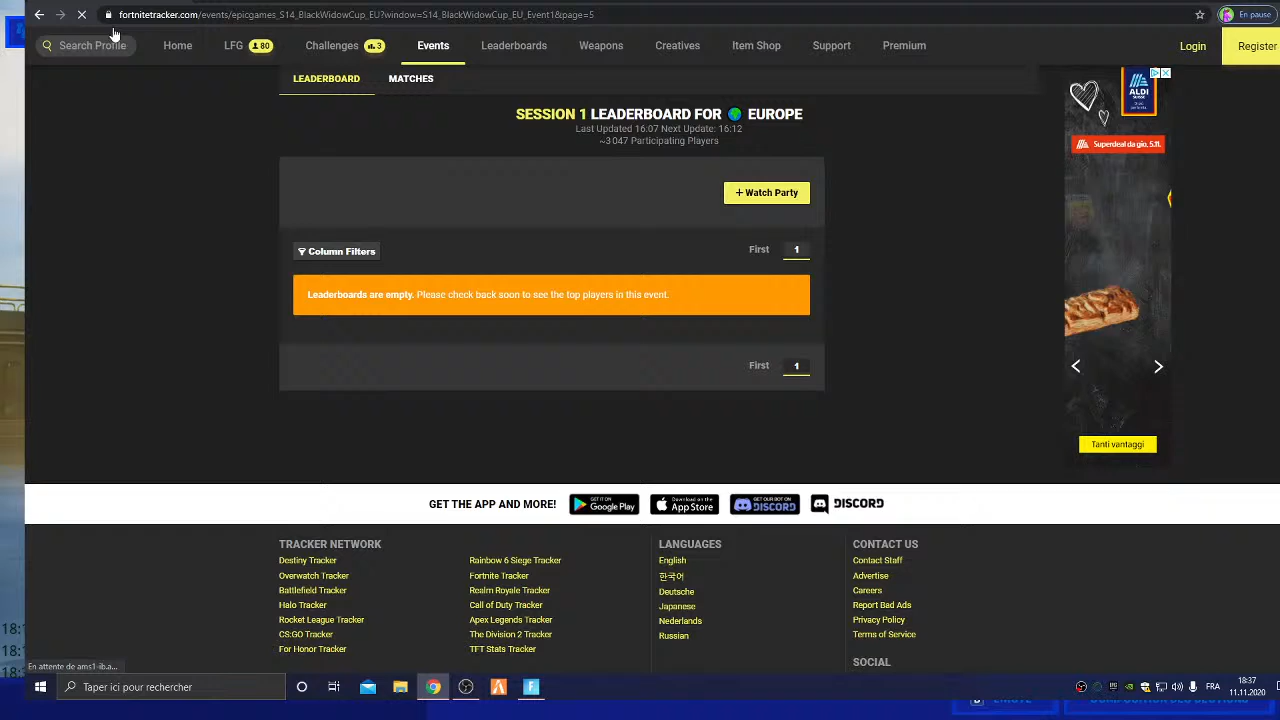 fortnitetracker.com/events/epicgames_S14_BlackWidowCup_EU?window=S14_BlackWidowCup_EU_Event1&page=5
En pause
Search Profile Home LFG 80 Challenges 3 Events Leaderboards Weapons Creatives Item Shop Support Premium Login Register
LEADERBOARD MATCHES
SESSION 1 LEADERBOARD FOR EUROPE
Last Updated 16:07 Next Update: 16:12
~3 047 Participating Players
+ Watch Party
Column Filters
First 1
Leaderboards are empty. Please check back soon to see the top players in this event.
First 1
ALDI
SUISSE
Superdeal da gio. 5.11.
Tanti vantaggi
GET THE APP AND MORE!
GET IT ON
Google Play
Download on the
App Store
GET OUR BOT ON
DISCORD
DISCORD
TRACKER NETWORK
Destiny Tracker
Overwatch Tracker
Battlefield Tracker
Halo Tracker
Rocket League Tracker
CS:GO Tracker
For Honor Tracker
Rainbow 6 Siege Tracker
Fortnite Tracker
Realm Royale Tracker
Call of Duty Tracker
Apex Legends Tracker
The Division 2 Tracker
TFT Stats Tracker
LANGUAGES
English
한국어
Deutsche
Japanese
Nederlands
Russian
CONTACT US
Contact Staff
Advertise
Careers
Report Bad Ads
Privacy Policy
Terms of Service
SOCIAL
En attente de ams1-ib.a...
Taper ici pour rechercher
FRA
18:37
11.11.2020